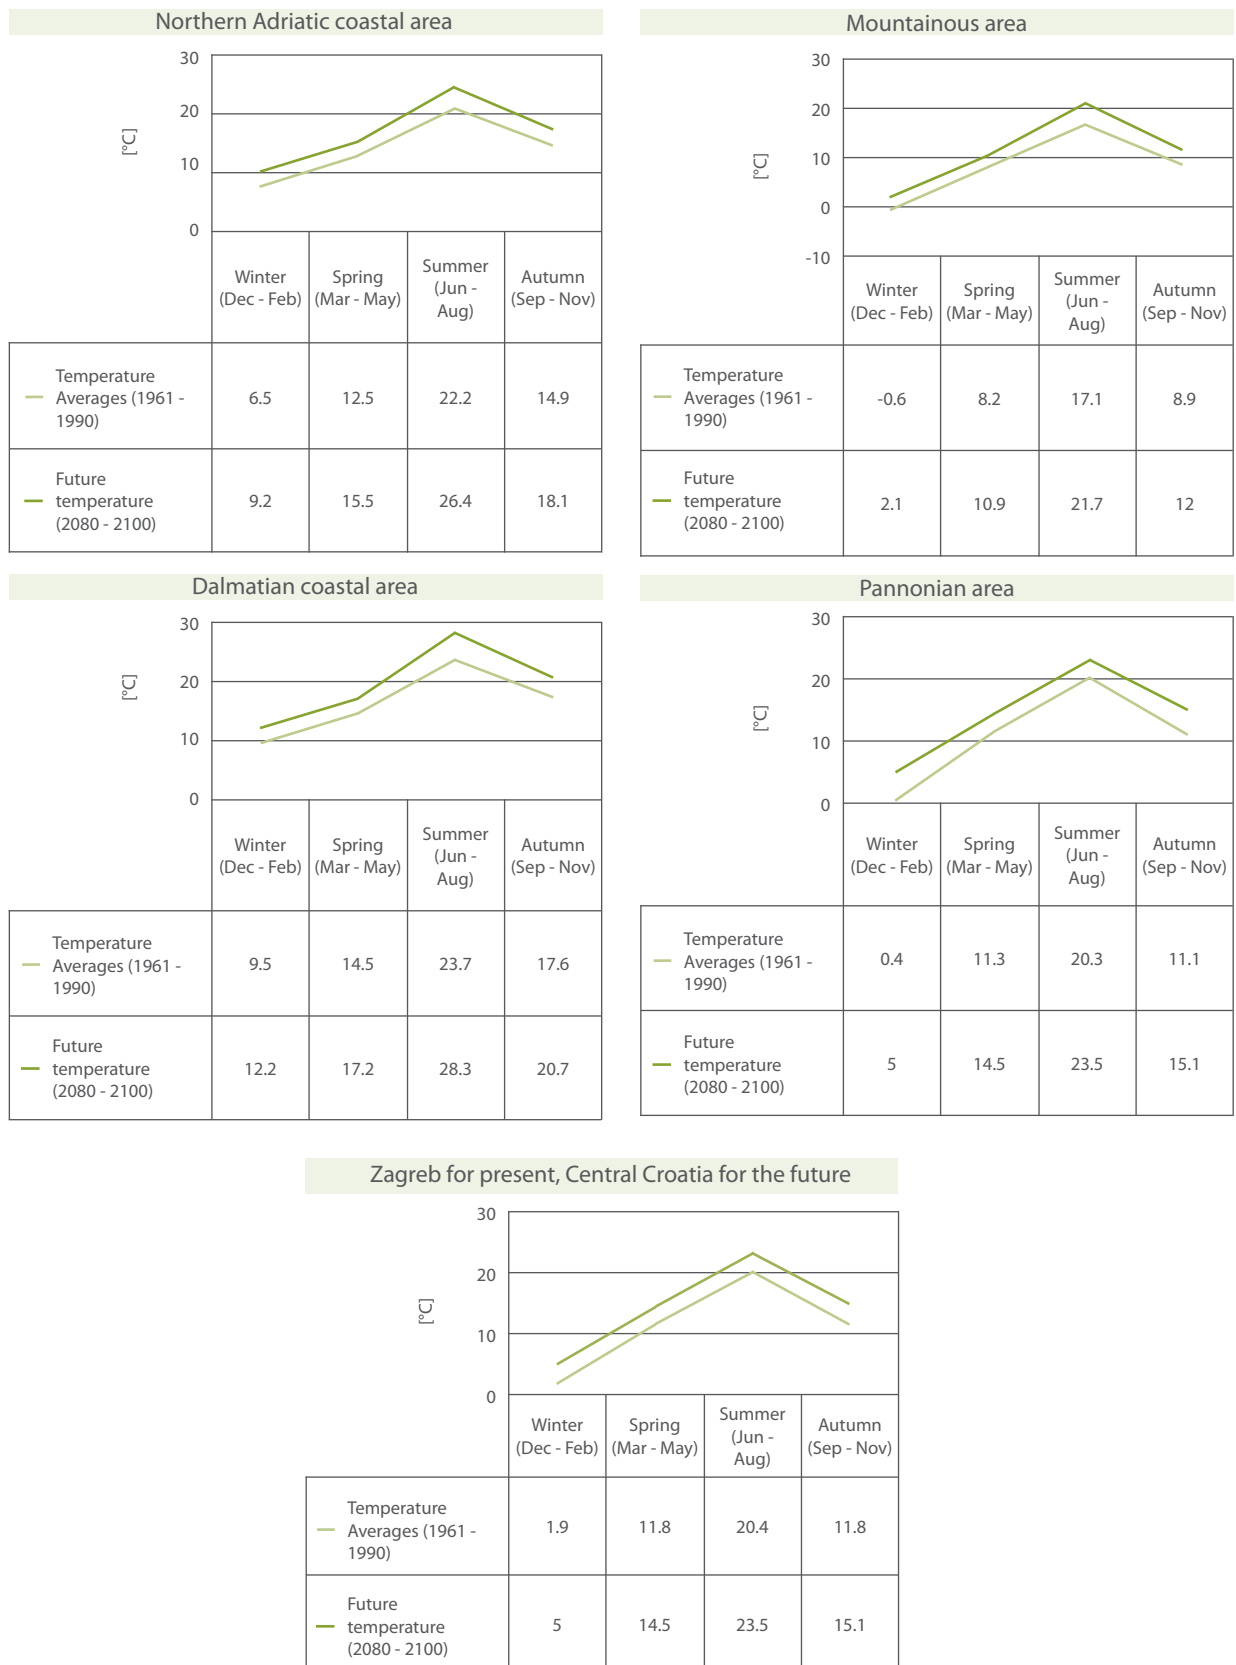 Northern Adriatic coastal area
30
20
10
0
[°C]
Winter
(Dec - Feb)
Spring
(Mar - May)
Summer
(Jun -
Aug)
Autumn
(Sep - Nov)
Temperature
Averages (1961 -
1990)
6.5
12.5
22.2
14.9
Future
temperature
(2080 - 2100)
9.2
15.5
26.4
18.1
Mountainous area
30
20
10
0
-10
[°C]
Winter
(Dec - Feb)
Spring
(Mar - May)
Summer
(Jun -
Aug)
Autumn
(Sep - Nov)
Temperature
Averages (1961 -
1990)
-0.6
8.2
17.1
8.9
Future
temperature
(2080 - 2100)
2.1
10.9
21.7
12
Dalmatian coastal area
30
20
10
0
[°C]
Winter
(Dec - Feb)
Spring
(Mar - May)
Summer
(Jun -
Aug)
Autumn
(Sep - Nov)
Temperature
Averages (1961 -
1990)
9.5
14.5
23.7
17.6
Future
temperature
(2080 - 2100)
12.2
17.2
28.3
20.7
Pannonian area
30
20
10
0
[°C]
Winter
(Dec - Feb)
Spring
(Mar - May)
Summer
(Jun -
Aug)
Autumn
(Sep - Nov)
Temperature
Averages (1961 -
1990)
0.4
11.3
20.3
11.1
Future
temperature
(2080 - 2100)
5
14.5
23.5
15.1
Zagreb for present, Central Croatia for the future
30
20
10
0
[°C]
Winter
(Dec - Feb)
Spring
(Mar - May)
Summer
(Jun -
Aug)
Autumn
(Sep - Nov)
Temperature
Averages (1961 -
1990)
1.9
11.8
20.4
11.8
Future
temperature
(2080 - 2100)
5
14.5
23.5
15.1